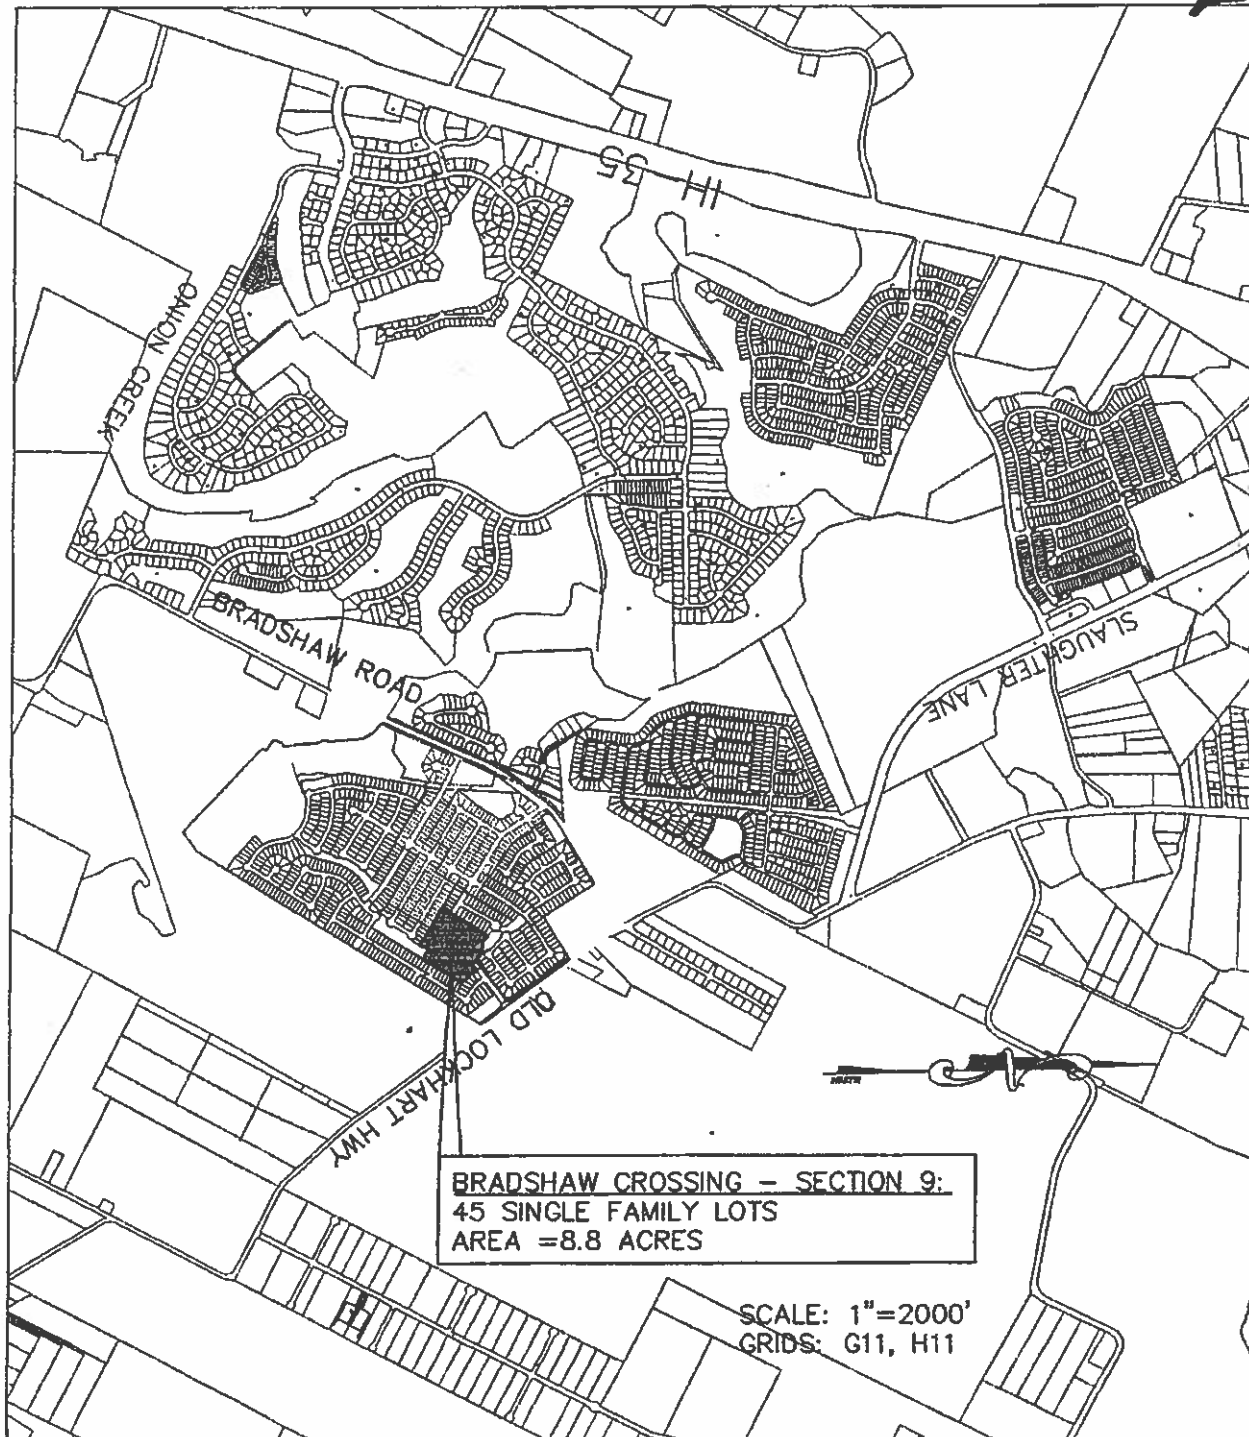 IH 35
ONION CREEK
BRADSHAW ROAD
SLAUGHTER LANE
OLD LOCKHART HWY
NORTH
BRADSHAW CROSSING – SECTION 9:
45 SINGLE FAMILY LOTS
AREA =8.8 ACRES
SCALE: 1"=2000'
GRIDS: G11, H11